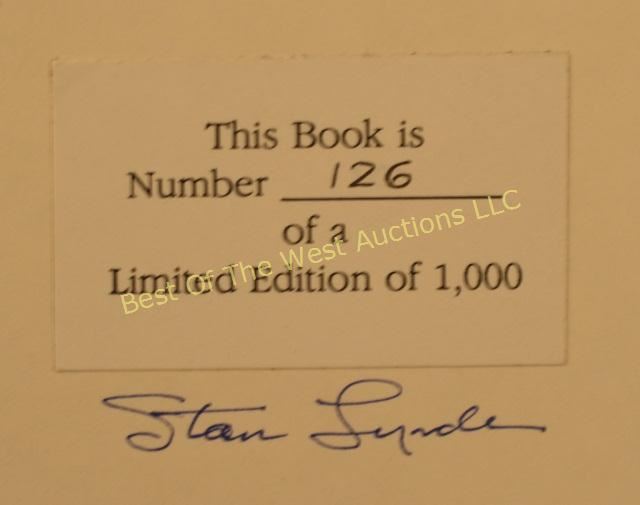 This Book is
Number 126
of a
Best Of The West Auctions LLC
Limited Edition of 1,000
Stan Lynde